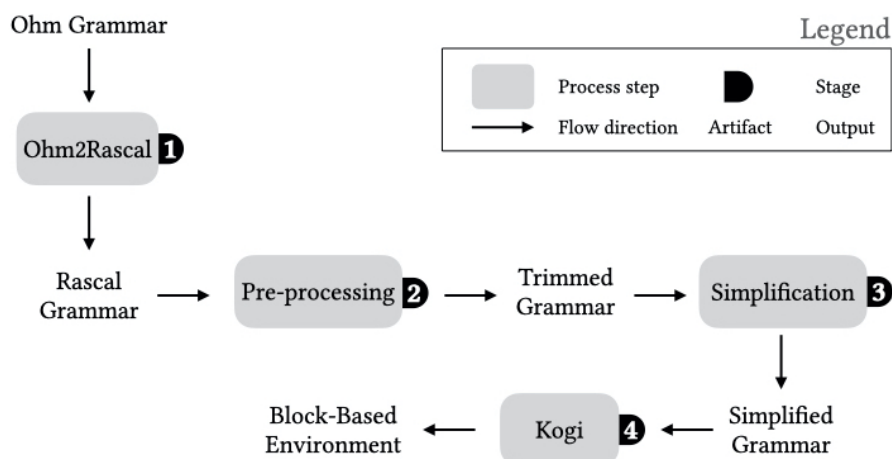 Ohm Grammar
Legend
Process step
Stage
Flow direction
Artifact
Output
Ohm2Rascal 1
Rascal
Grammar
Pre-processing 2
Trimmed
Grammar
Simplification 3
Block-Based
Environment
Kogi 4
Simplified
Grammar